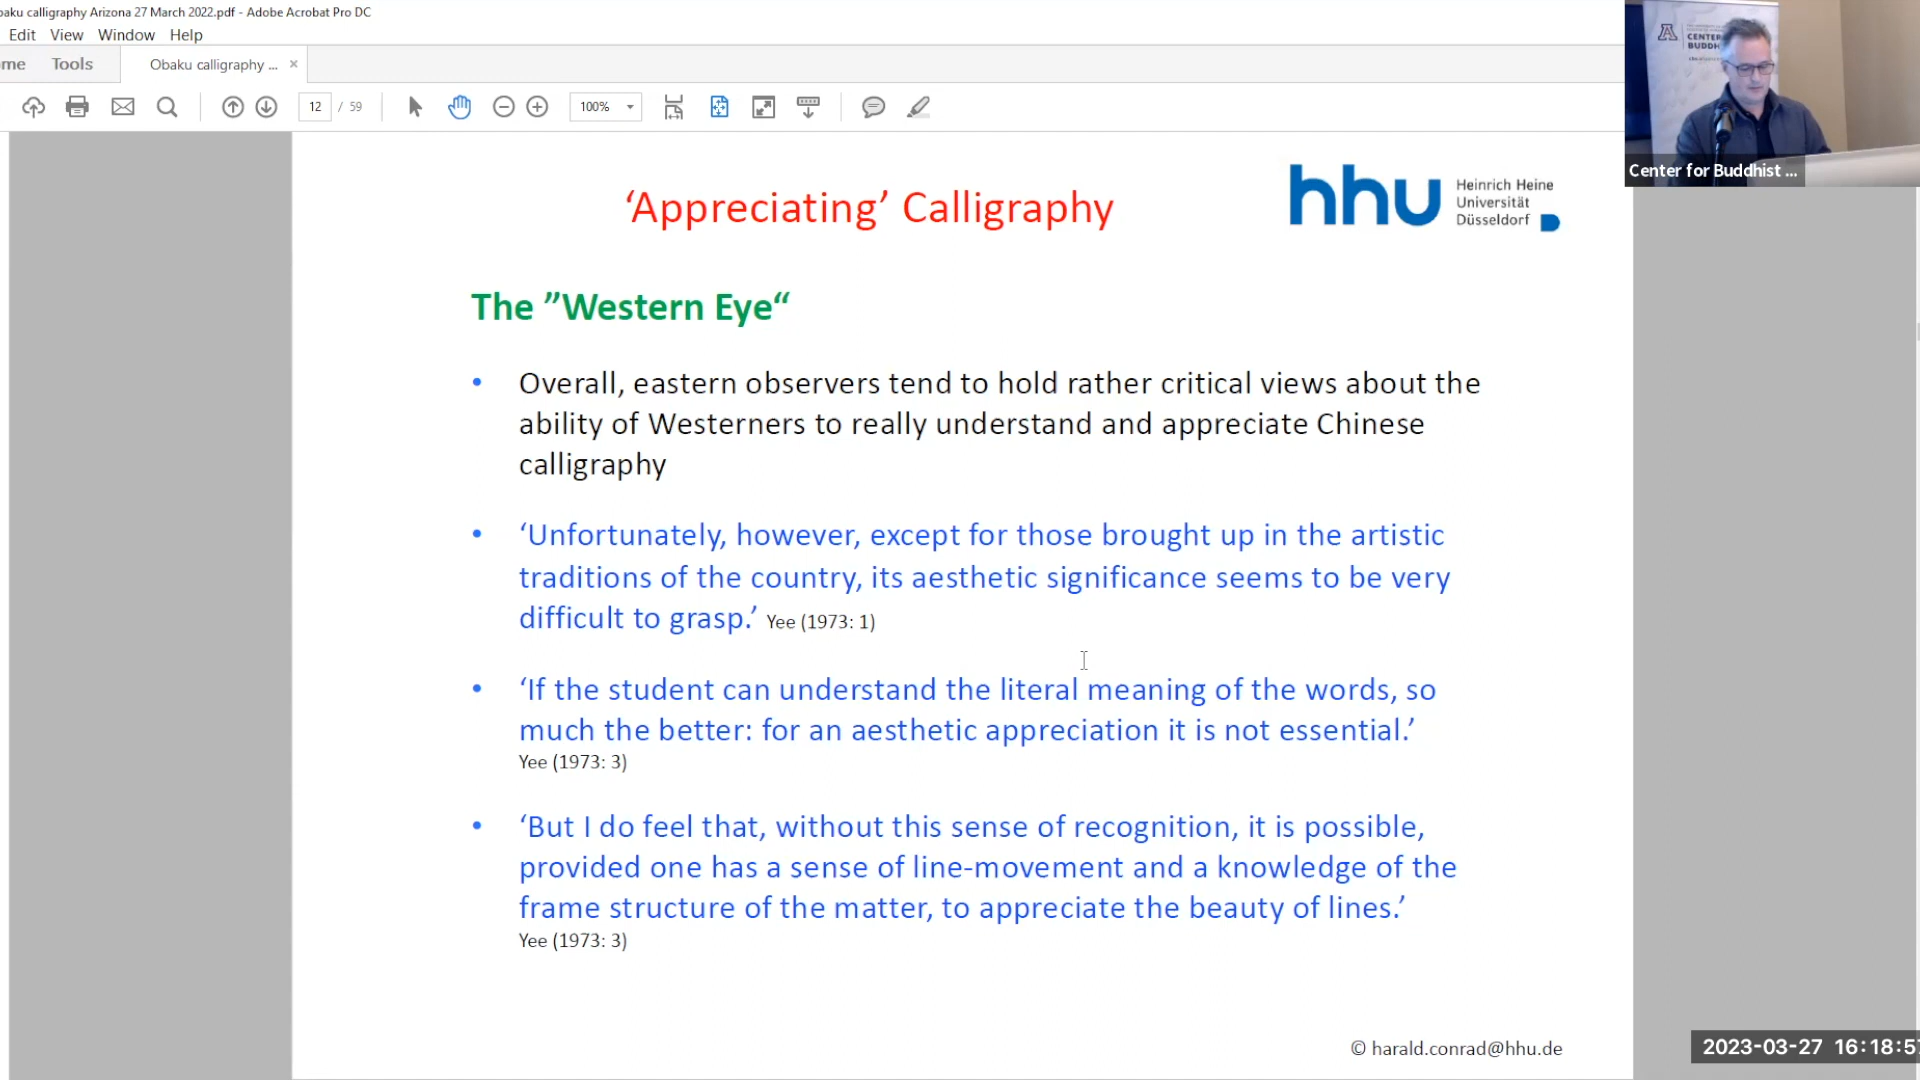 baku calligraphy Arizona 27 March 2022.pdf - Adobe Acrobat Pro DC
Edit View Window Help
me Tools Obaku calligraphy ... ×
12 / 59 100%
CENTER
BUDDH
Center for Buddhist ...
‘Appreciating’ Calligraphy
hhu Heinrich Heine
Universität
Düsseldorf
The ”Western Eye“
• Overall, eastern observers tend to hold rather critical views about the
ability of Westerners to really understand and appreciate Chinese
calligraphy
• ‘Unfortunately, however, except for those brought up in the artistic
traditions of the country, its aesthetic significance seems to be very
difficult to grasp.’ Yee (1973: 1)
• ‘If the student can understand the literal meaning of the words, so
much the better: for an aesthetic appreciation it is not essential.’
Yee (1973: 3)
• ‘But I do feel that, without this sense of recognition, it is possible,
provided one has a sense of line-movement and a knowledge of the
frame structure of the matter, to appreciate the beauty of lines.’
Yee (1973: 3)
© harald.conrad@hhu.de
2023-03-27 16:18:57